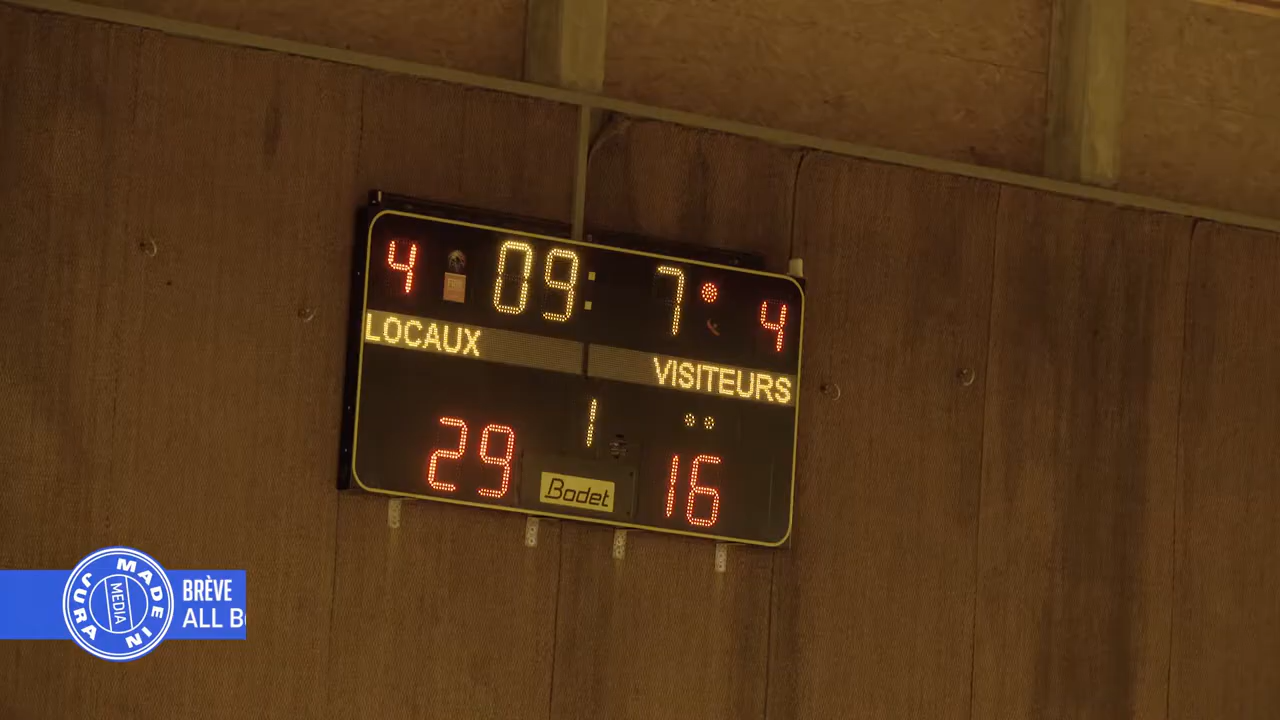 4 09:7 4
LOCAUX
VISITEURS
1
29 16
Bodet
MADE IN JURA
MEDIA
BRÈVE
ALL B